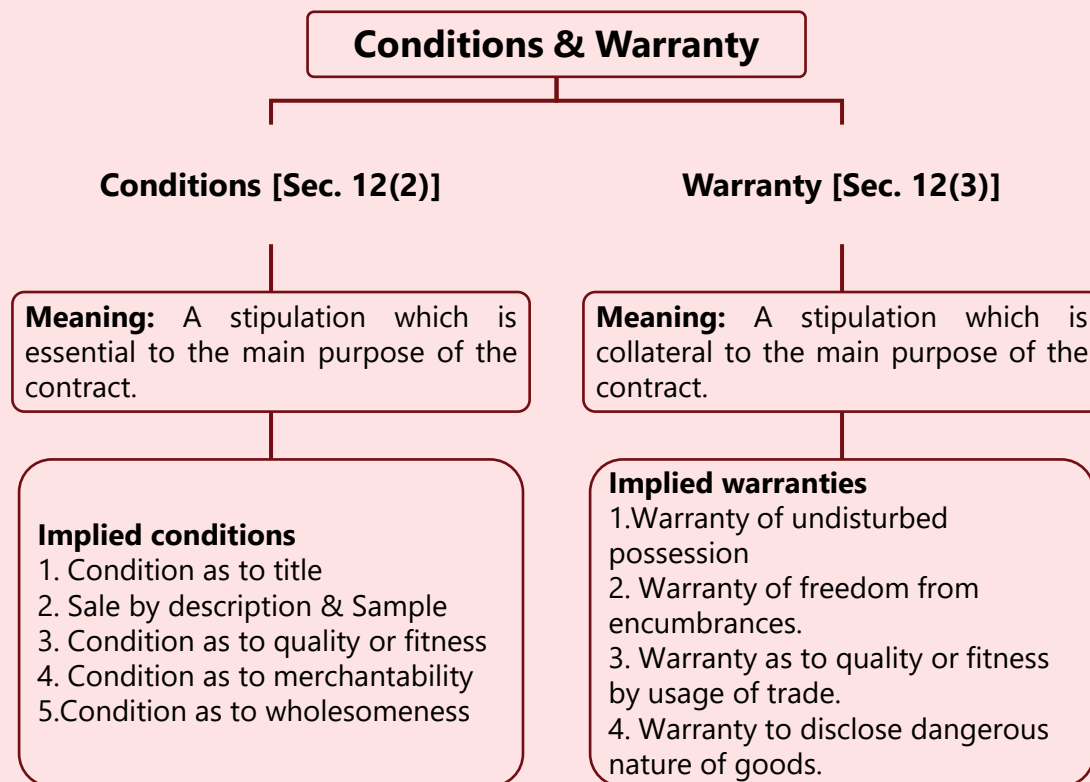 Conditions & Warranty
Conditions [Sec. 12(2)]
Warranty [Sec. 12(3)]
Meaning: A stipulation which is
essential to the main purpose of the
contract.
Meaning: A stipulation which is
collateral to the main purpose of the
contract.
Implied conditions
1. Condition as to title
2. Sale by description & Sample
3. Condition as to quality or fitness
4. Condition as to merchantability
5.Condition as to wholesomeness
Implied warranties
1.Warranty of undisturbed
possession
2. Warranty of freedom from
encumbrances.
3. Warranty as to quality or fitness
by usage of trade.
4. Warranty to disclose dangerous
nature of goods.